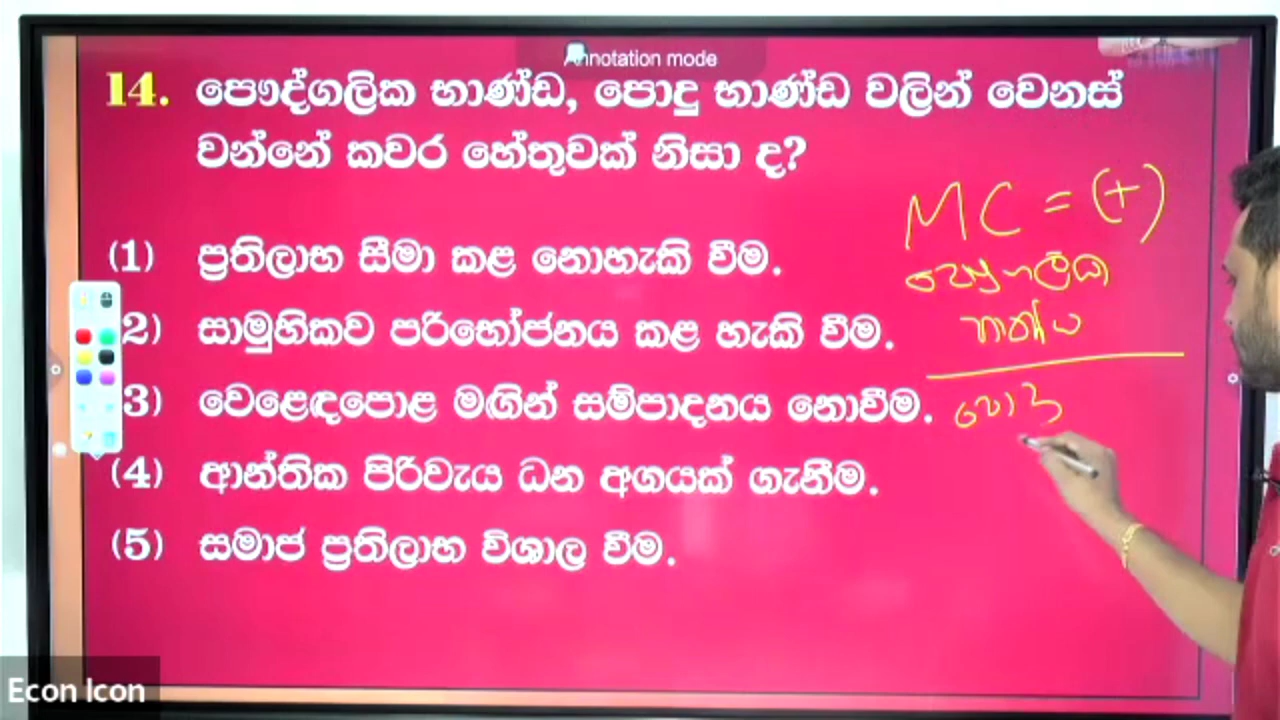 Annotation mode
14. පෞද්ගලික භාණ්ඩ, පොදු භාණ්ඩ වලින් වෙනස්
වන්නේ කවර හේතුවක් නිසා ද?
MC = (+)
(1) ප්‍රතිලාභ සීමා කළ නොහැකි වීම.
පෞද්ගලික
2) සාමුහිකව පරිභෝජනය කළ හැකි වීම.
භාණ්ඩ
3) වෙළෙඳපොළ මඟින් සම්පාදනය නොවීම.
පොදු
(4) ආන්තික පිරිවැය ධන අගයක් ගැනීම.
(5) සමාජ ප්‍රතිලාභ විශාල වීම.
Econ Icon